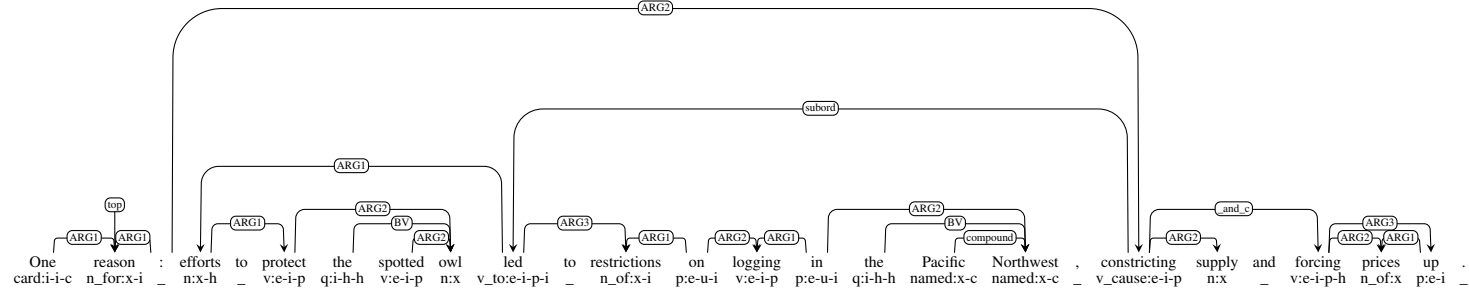 ARG2
subord
ARG1
top ARG2 ARG2 _and_c
ARG1 BV ARG3 BV ARG3
ARG1 ARG1 ARG2 ARG1 ARG2 ARG1 compound ARG2 ARG2 ARG1
One reason : efforts to protect the spotted owl led to restrictions on logging in the Pacific Northwest , constricting supply and forcing prices up .
card:i-i-c n_for:x-i _ n:x-h _ v:e-i-p q:i-h-h v:e-i-p n:x v_to:e-i-p-i _ n_of:x-i p:e-u-i v:e-i-p p:e-u-i q:i-h-h named:x-c named:x-c _ v_cause:e-i-p n:x _ v:e-i-p-h n_of:x p:e-i _